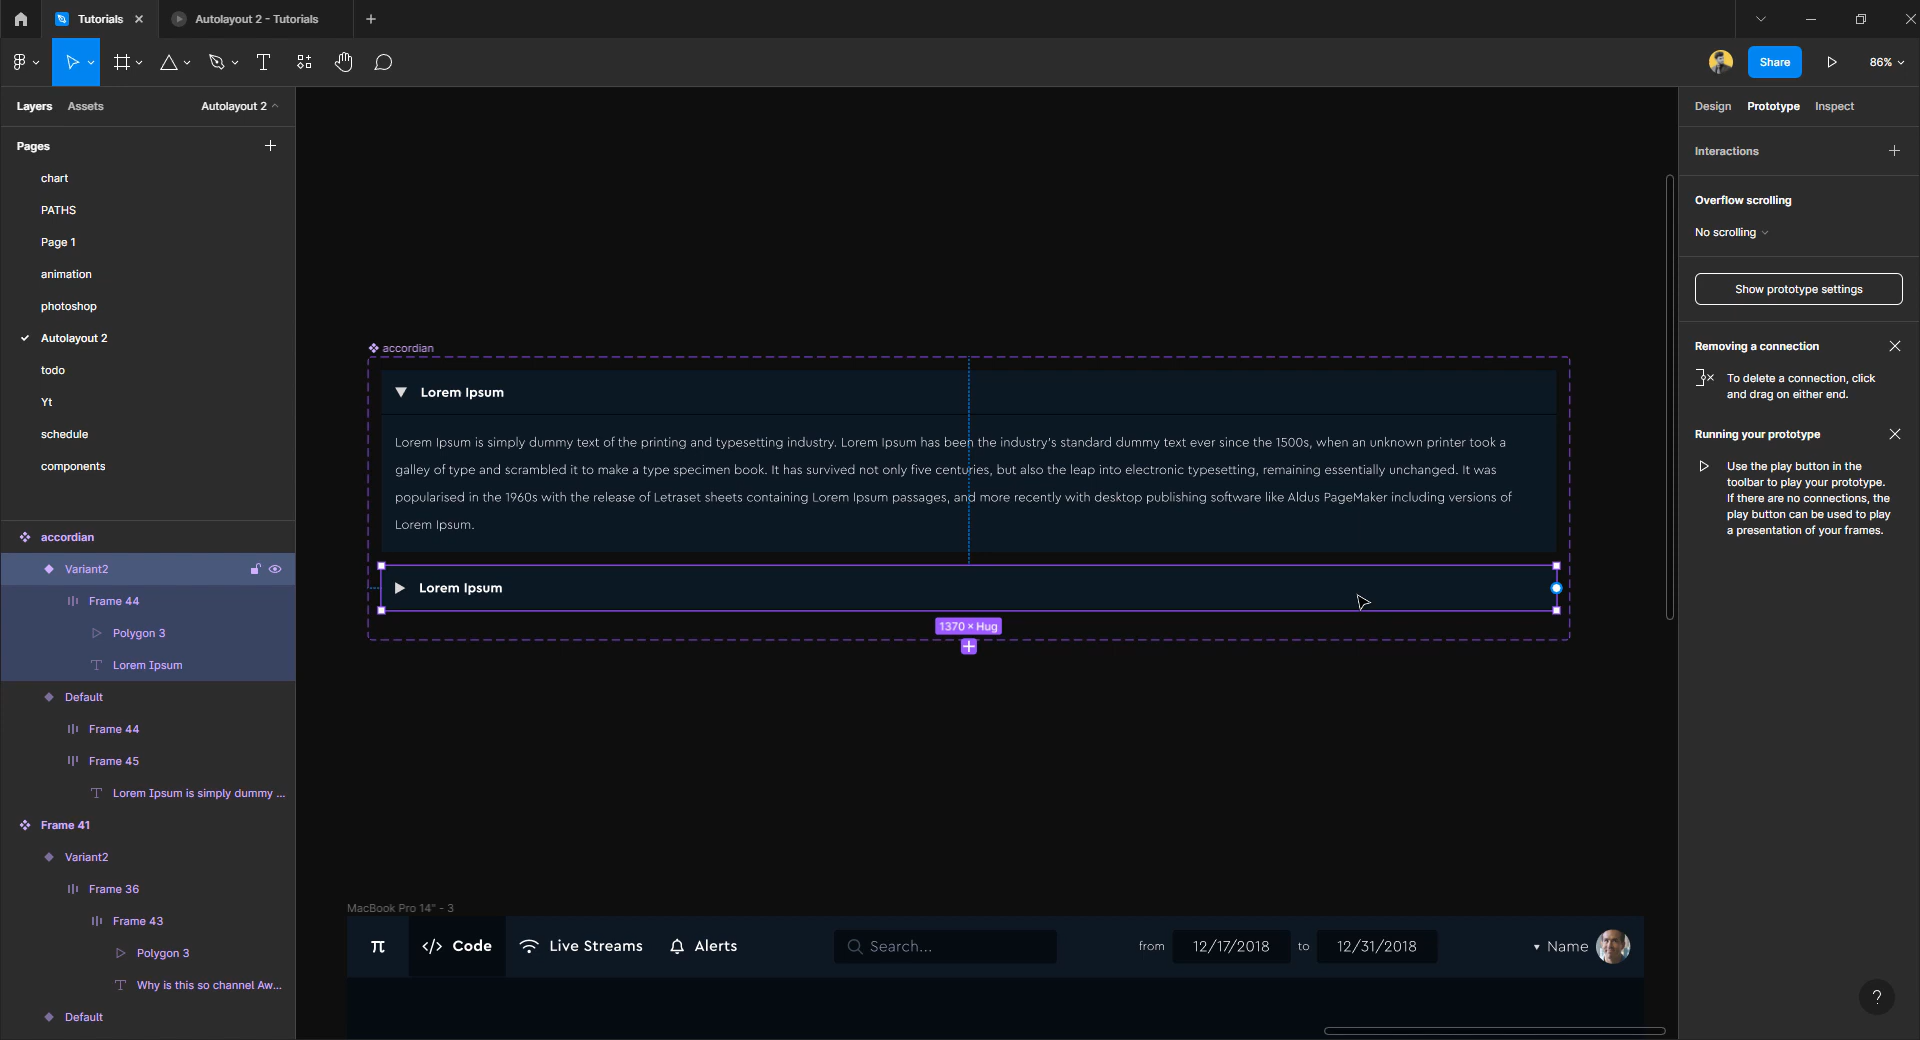 Tutorials
Autolayout 2 - Tutorials
Share
86%
Layers
Assets
Autolayout 2
Design
Prototype
Inspect
Pages
chart
PATHS
Page 1
animation
photoshop
Autolayout 2
todo
Yt
schedule
components
accordian
Variant2
Frame 44
Polygon 3
Lorem Ipsum
Default
Frame 44
Frame 45
Lorem Ipsum is simply dummy ...
Frame 41
Variant2
Frame 36
Frame 43
Polygon 3
Why is this so channel Aw...
Default
accordian
Lorem Ipsum
Lorem Ipsum is simply dummy text of the printing and typesetting industry. Lorem Ipsum has been the industry's standard dummy text ever since the 1500s, when an unknown printer took a
galley of type and scrambled it to make a type specimen book. It has survived not only five centuries, but also the leap into electronic typesetting, remaining essentially unchanged. It was
popularised in the 1960s with the release of Letraset sheets containing Lorem Ipsum passages, and more recently with desktop publishing software like Aldus PageMaker including versions of
Lorem Ipsum.
Lorem Ipsum
1370 × Hug
MacBook Pro 14" - 3
π
</> Code
Live Streams
Alerts
Search...
from
12/17/2018
to
12/31/2018
Name
Interactions
Overflow scrolling
No scrolling
Show prototype settings
Removing a connection
To delete a connection, click
and drag on either end.
Running your prototype
Use the play button in the
toolbar to play your prototype.
If there are no connections, the
play button can be used to play
a presentation of your frames.
?